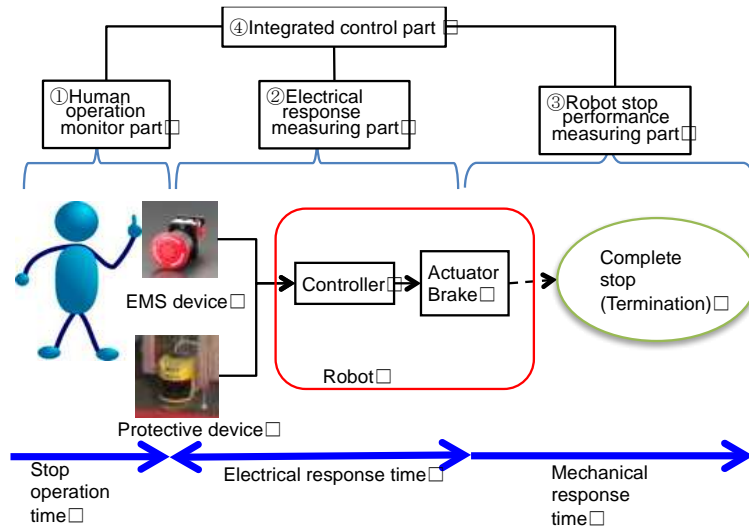 ④Integrated control part □
①Human
operation
monitor part□
②Electrical
response
measuring part□
③Robot stop
performance
measuring part□
EMS device□
Controller□
Actuator
Brake□
Complete
stop
(Termination)□
Robot□
Protective device□
Stop
operation
time□
Electrical response time□
Mechanical
response
time□